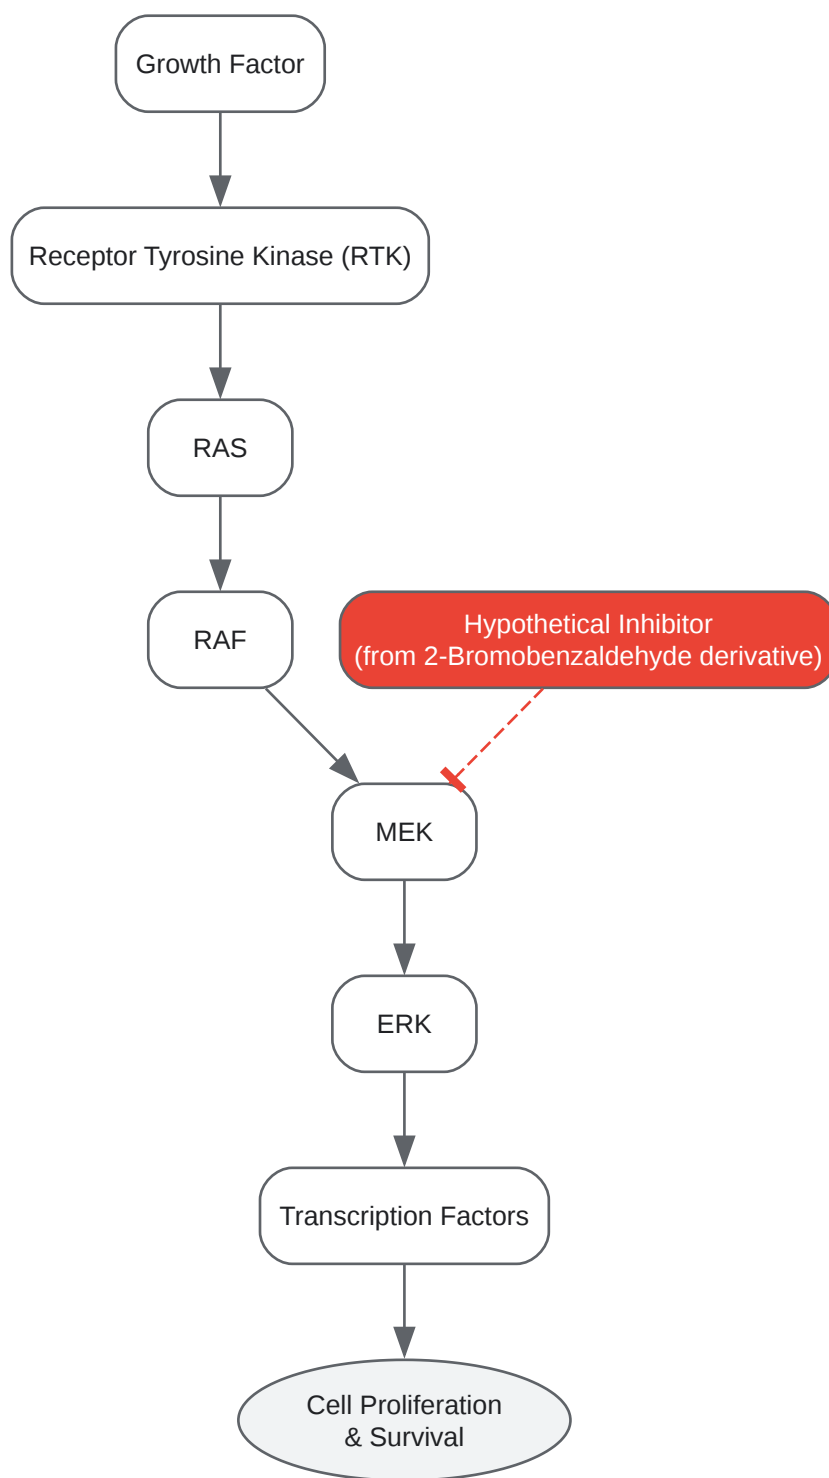 Growth Factor
Receptor Tyrosine Kinase (RTK)
RAS
RAF
Hypothetical Inhibitor
(from 2-Bromobenzaldehyde derivative)
MEK
ERK
Transcription Factors
Cell Proliferation
& Survival